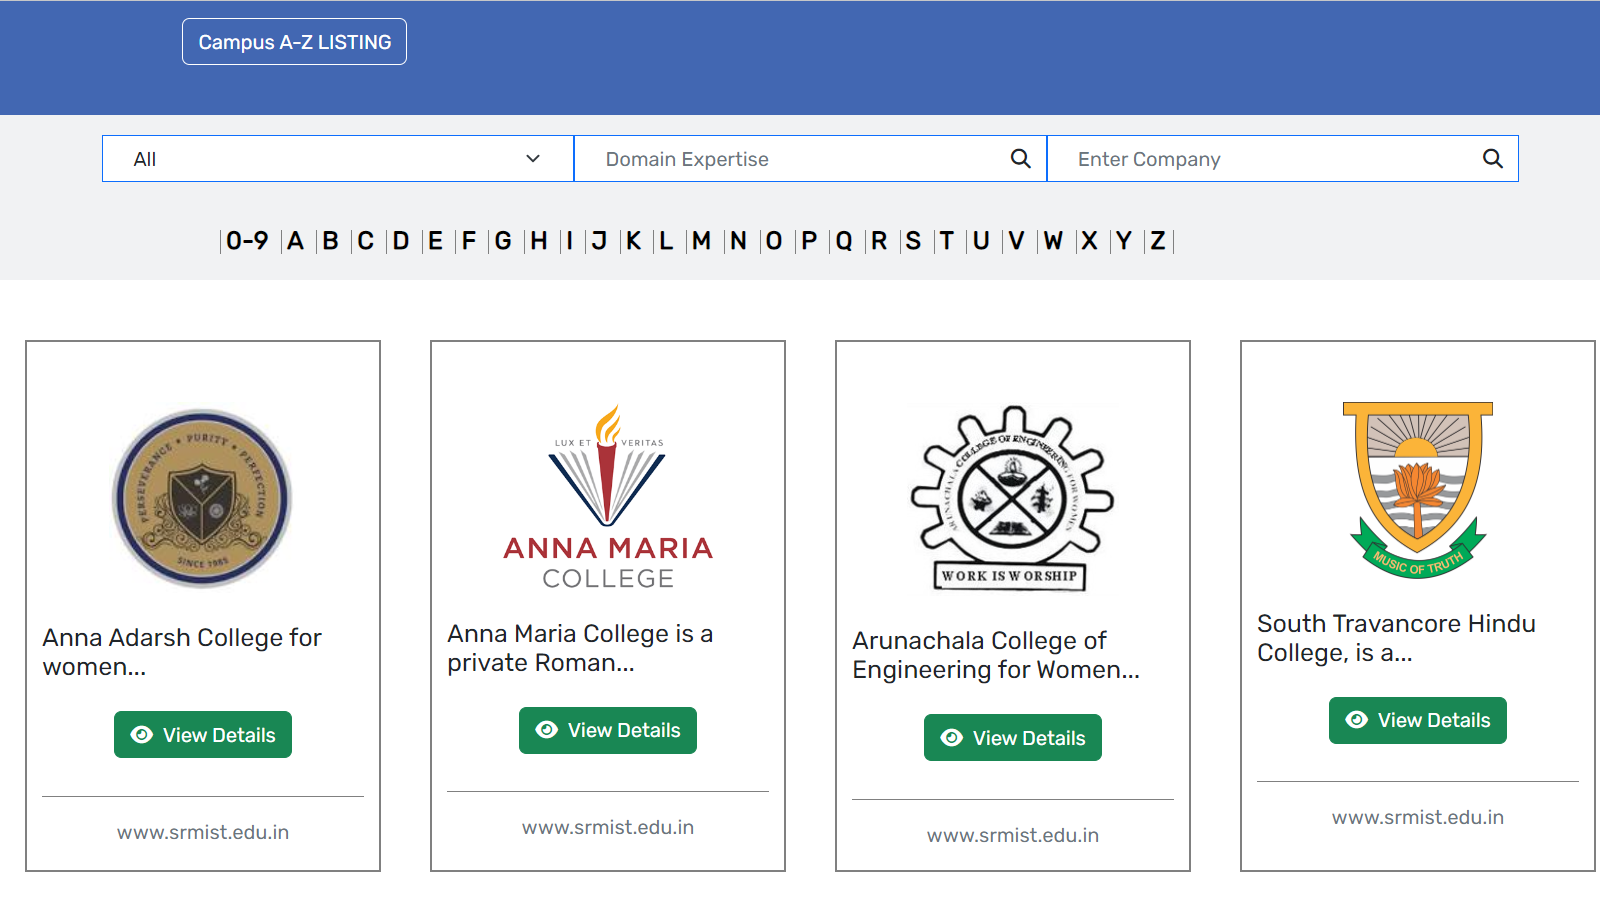 Campus A-Z LISTING
All
Domain Expertise
Enter Company
0-9 A B C D E F G H I J K L M N O P Q R S T U V W X Y Z
PERSEVERANCE • PURITY • PERFECTION
SINCE 1985
Anna Adarsh College for
women...
View Details
www.srmist.edu.in
LUX ET VERITAS
ANNA MARIA
COLLEGE
Anna Maria College is a
private Roman...
View Details
www.srmist.edu.in
ARUNACHALA COLLEGE OF ENGINEERING FOR WOMEN
WORK IS WORSHIP
Arunachala College of
Engineering for Women...
View Details
www.srmist.edu.in
MUSIC OF TRUTH
South Travancore Hindu
College, is a...
View Details
www.srmist.edu.in